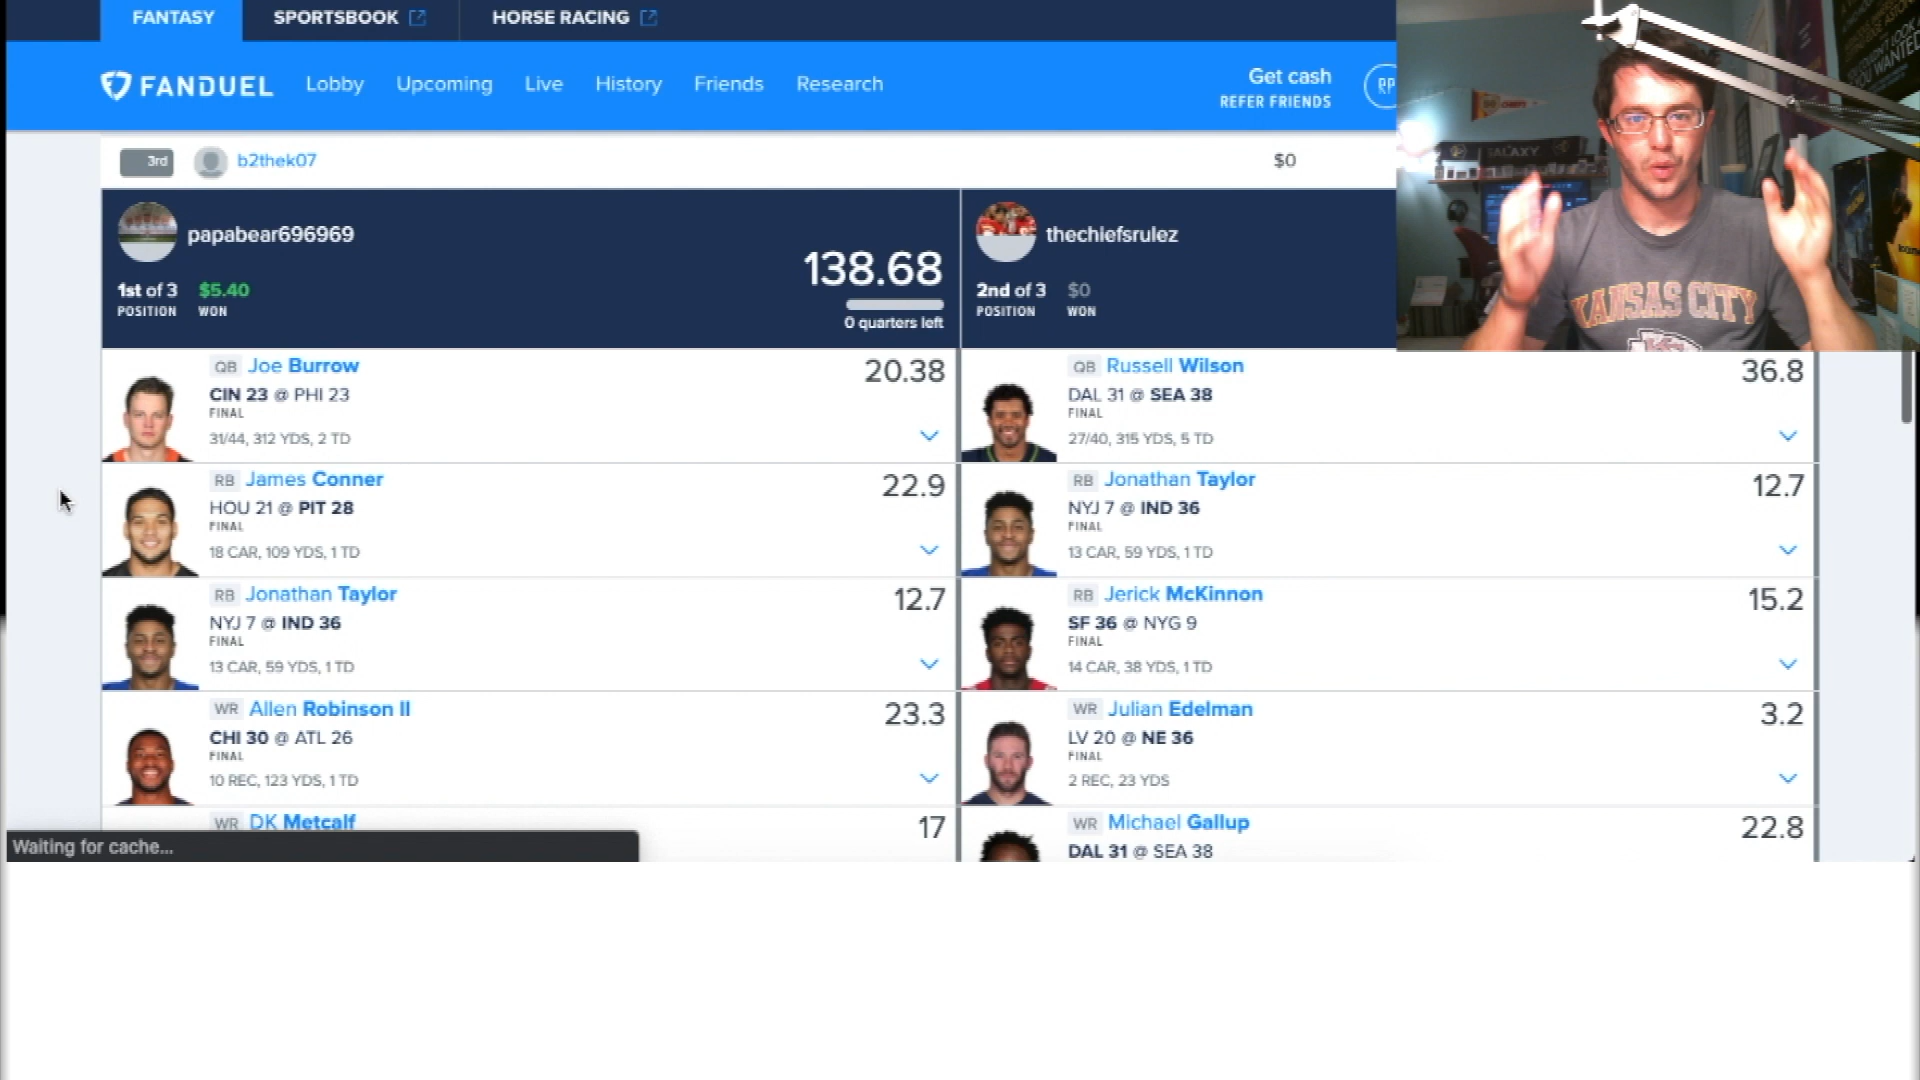 FANTASY
SPORTSBOOK
HORSE RACING
FANDUEL
Lobby
Upcoming
Live
History
Friends
Research
Get cash
REFER FRIENDS
RP
3rd
b2thek07
$0
papabear696969
138.68
1st of 3
$5.40
POSITION
WON
0 quarters left
thechiefsrulez
2nd of 3
$0
POSITION
WON
QB Joe Burrow
20.38
CIN 23 @ PHI 23
FINAL
31/44, 312 YDS, 2 TD
QB Russell Wilson
36.8
DAL 31 @ SEA 38
FINAL
27/40, 315 YDS, 5 TD
RB James Conner
22.9
HOU 21 @ PIT 28
FINAL
18 CAR, 109 YDS, 1 TD
RB Jonathan Taylor
12.7
NYJ 7 @ IND 36
FINAL
13 CAR, 59 YDS, 1 TD
RB Jonathan Taylor
12.7
NYJ 7 @ IND 36
FINAL
13 CAR, 59 YDS, 1 TD
RB Jerick McKinnon
15.2
SF 36 @ NYG 9
FINAL
14 CAR, 38 YDS, 1 TD
WR Allen Robinson II
23.3
CHI 30 @ ATL 26
FINAL
10 REC, 123 YDS, 1 TD
WR Julian Edelman
3.2
LV 20 @ NE 36
FINAL
2 REC, 23 YDS
WR DK Metcalf
17
WR Michael Gallup
22.8
DAL 31 @ SEA 38
Waiting for cache...
KANSAS CITY
CHIEFS
GALAXY
WANTED